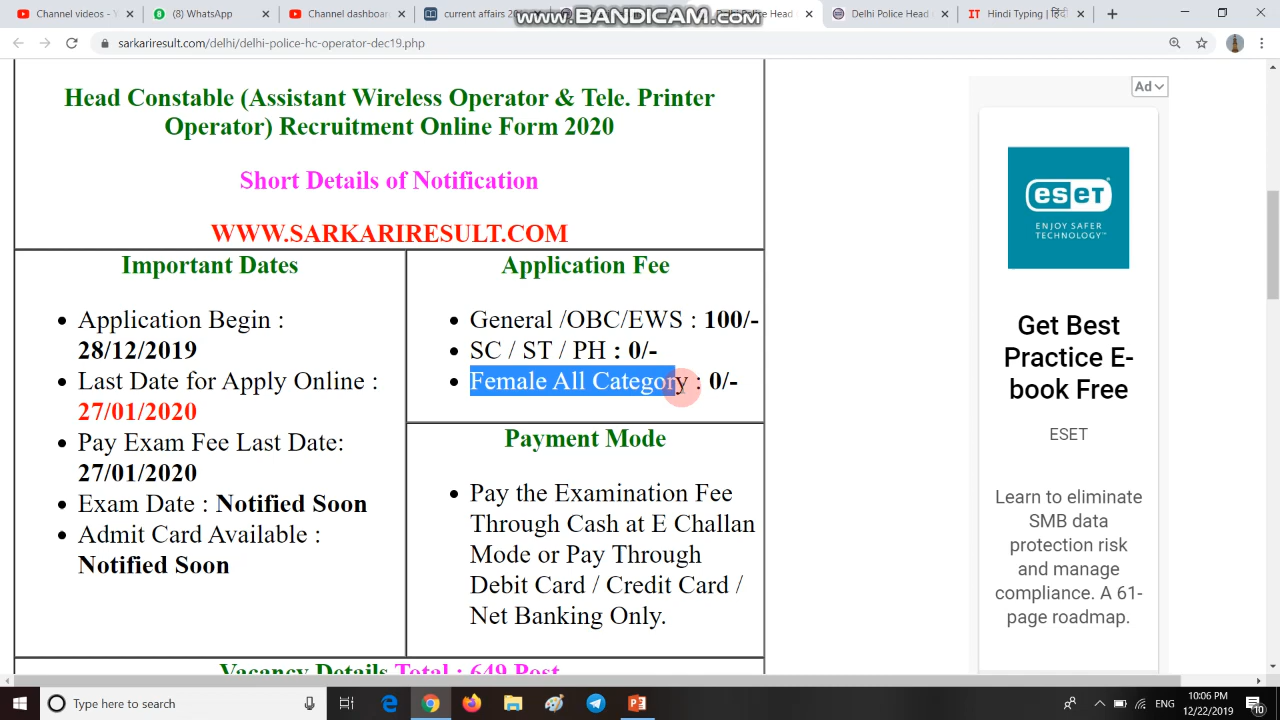 Channel videos - Y
(8) WhatsApp
Channel dashboar
current affairs 20
Delhi Police Head
Delhi Police Head
Hindi Typing | हिंदी
www.BANDICAM.com
sarkariresult.com/delhi/delhi-police-hc-operator-dec19.php
Head Constable (Assistant Wireless Operator & Tele. Printer
Operator) Recruitment Online Form 2020
Short Details of Notification
WWW.SARKARIRESULT.COM
Important Dates
Application Begin :
28/12/2019
Last Date for Apply Online :
27/01/2020
Pay Exam Fee Last Date:
27/01/2020
Exam Date : Notified Soon
Admit Card Available :
Notified Soon
Application Fee
General /OBC/EWS : 100/-
SC / ST / PH : 0/-
Female All Category : 0/-
Payment Mode
Pay the Examination Fee
Through Cash at E Challan
Mode or Pay Through
Debit Card / Credit Card /
Net Banking Only.
Vacancy Details Total : 649 Post
Ad
eset
ENJOY SAFER
TECHNOLOGY™
Get Best
Practice E-
book Free
ESET
Learn to eliminate
SMB data
protection risk
and manage
compliance. A 61-
page roadmap.
Type here to search
ENG
10:06 PM
12/22/2019
10